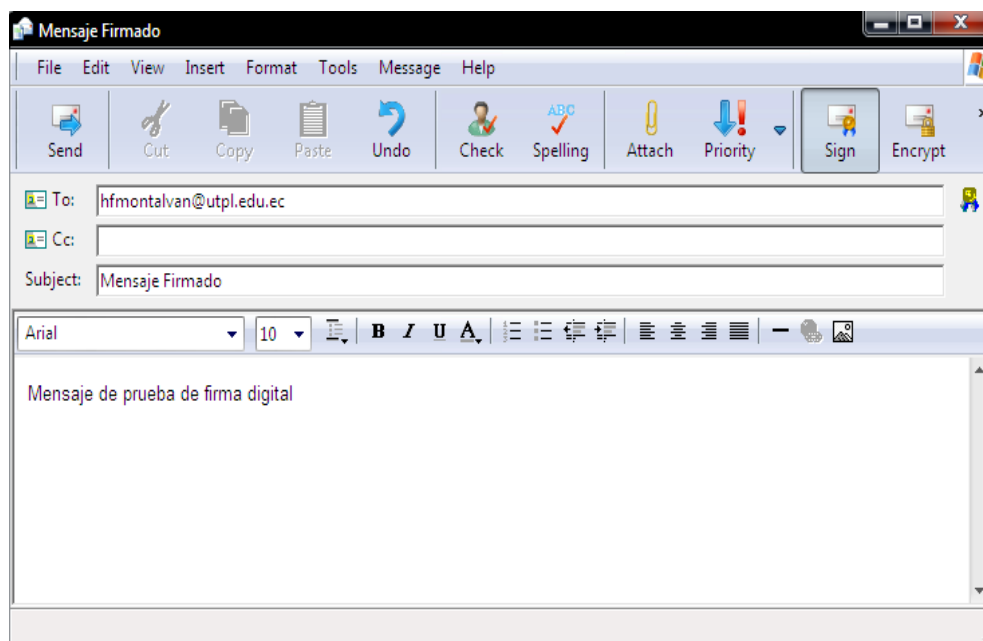 Mensaje Firmado
File Edit View Insert Format Tools Message Help
ABC
Send Cut Copy Paste Undo Check Spelling Attach Priority Sign Encrypt
To: hfmontalvan@utpl.edu.ec
Cc:
Subject: Mensaje Firmado
Arial 10 B I U A
Mensaje de prueba de firma digital